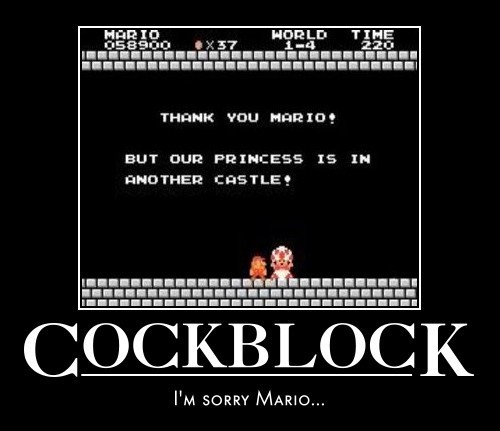 MARIO WORLD TIME
058900 ×37 1-4 220
THANK YOU MARIO!
BUT OUR PRINCESS IS IN
ANOTHER CASTLE!
COCKBLOCK
I'M SORRY MARIO...